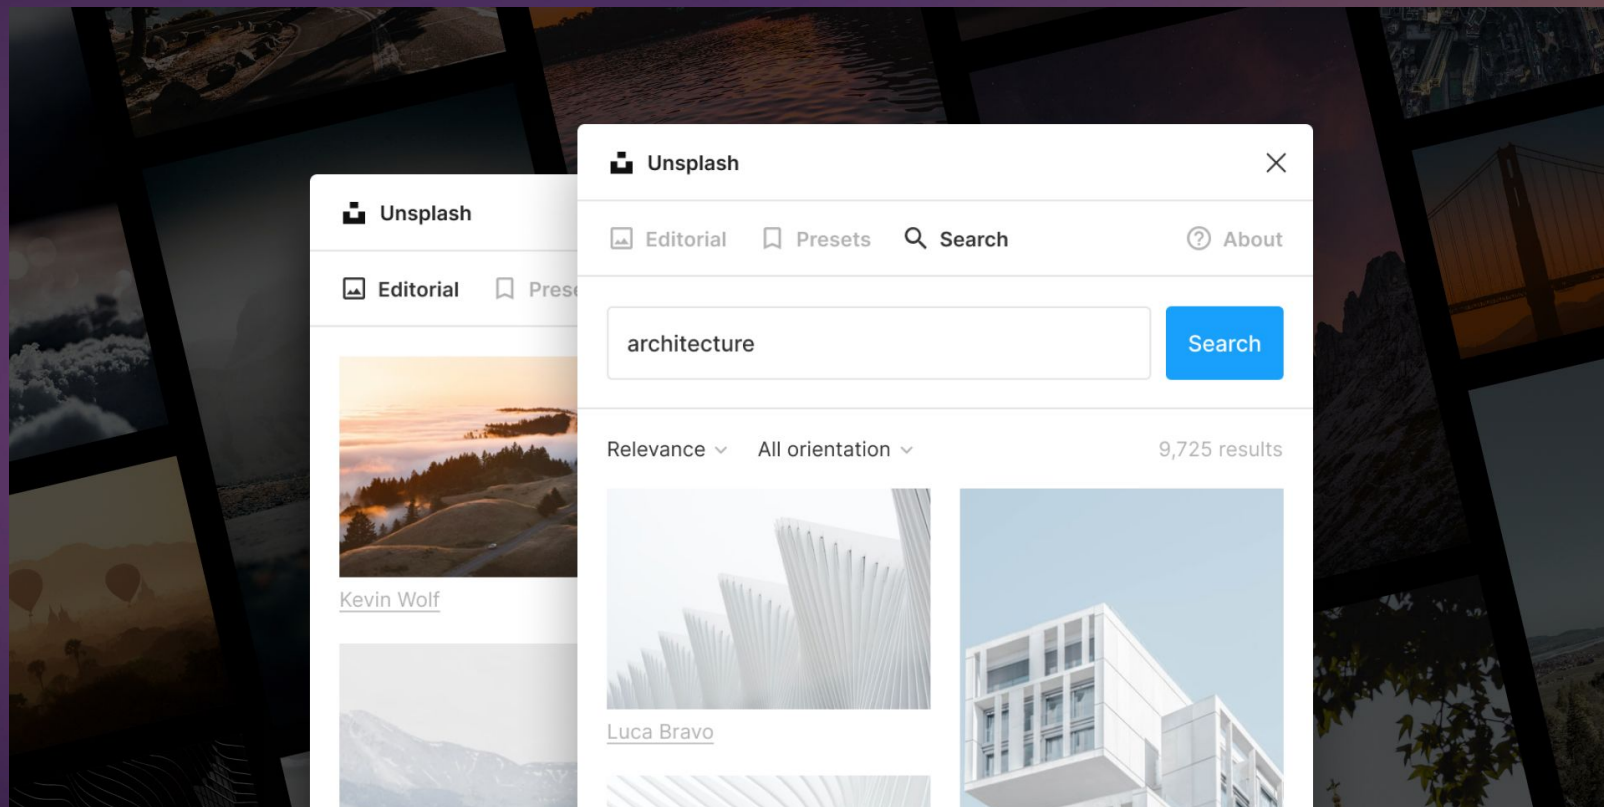 Unsplash
Editorial
Kevin Wolf
Unsplash
Editorial Presets Search About
architecture Search
Relevance All orientation 9,725 results
Luca Bravo